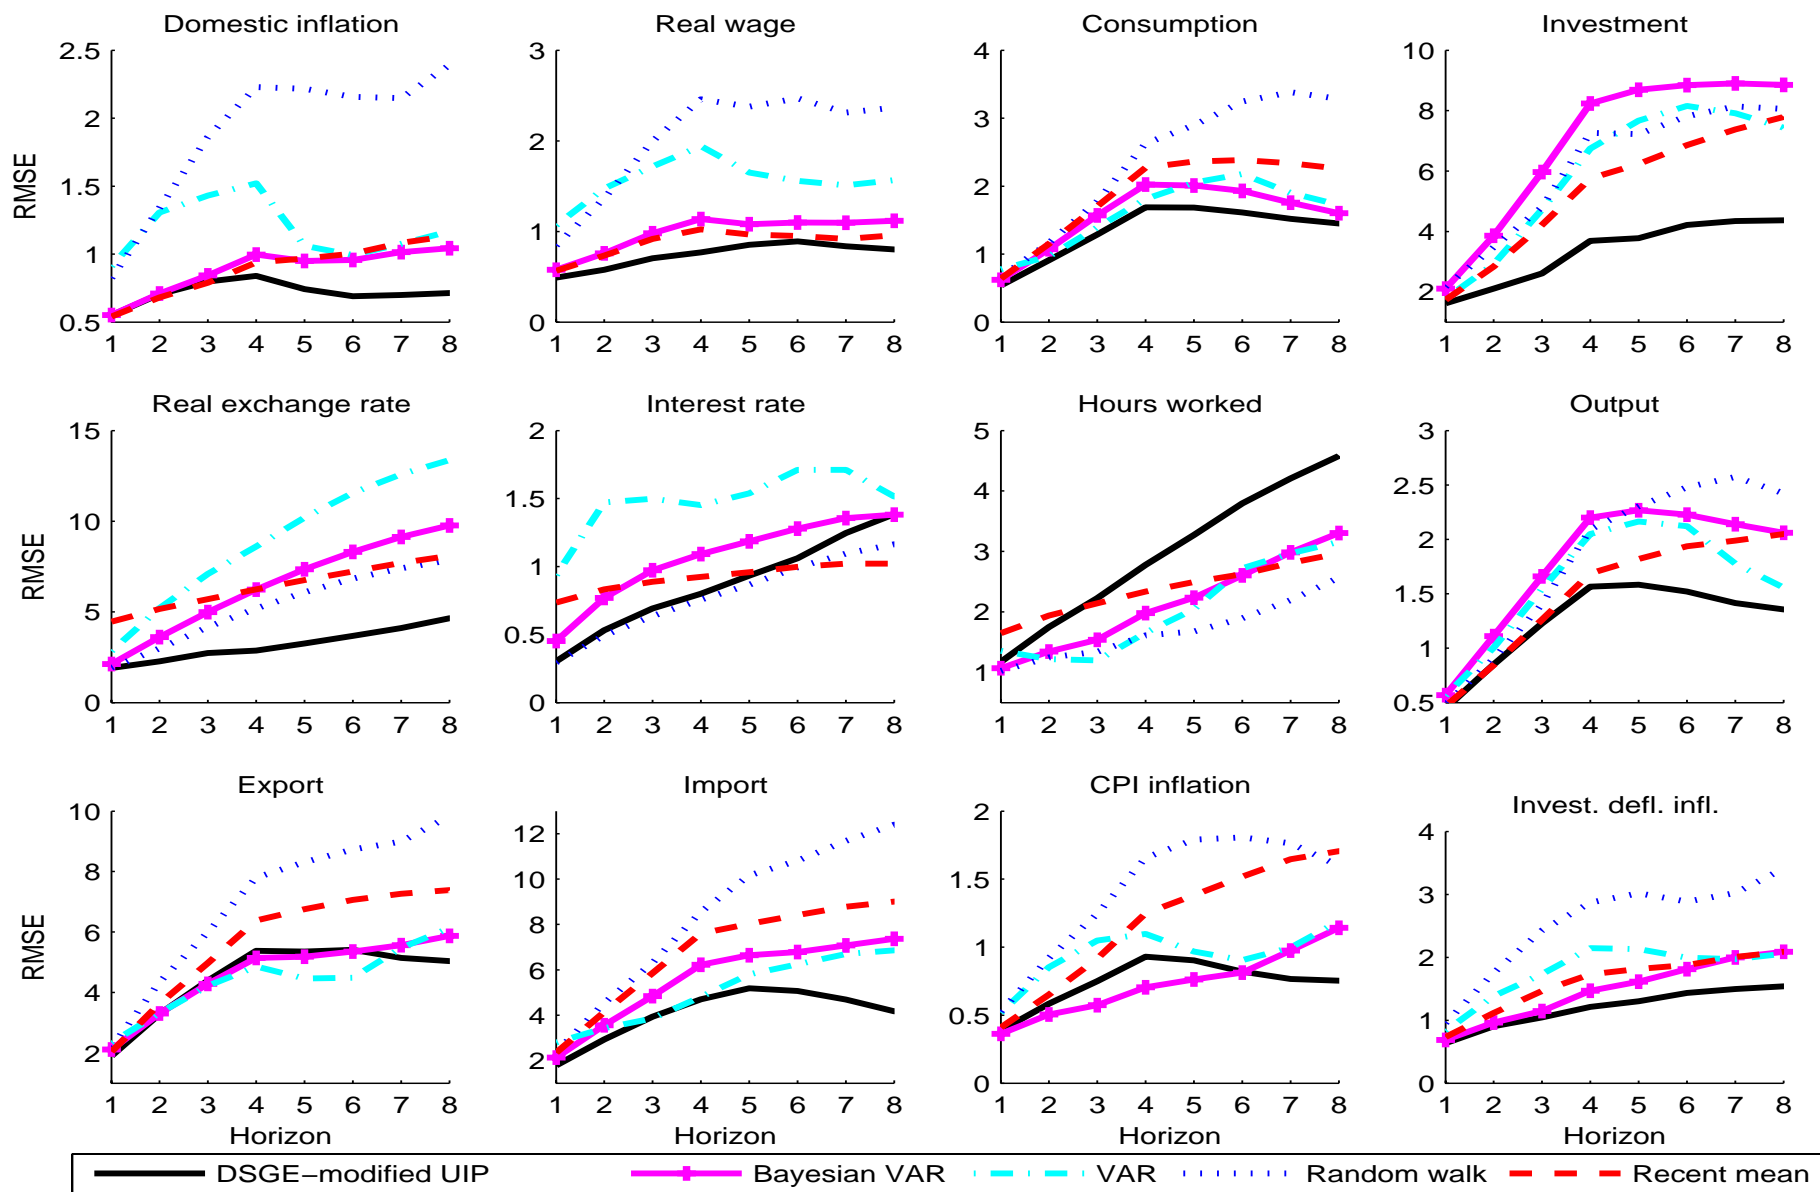 Domestic inflation Real wage Consumption Investment
2.5 3 4 10
2 2 3 8
1.5 2 6
1 1 1 4
0.5 0 0 2
RMSE
1 2 3 4 5 6 7 8 1 2 3 4 5 6 7 8 1 2 3 4 5 6 7 8 1 2 3 4 5 6 7 8
Real exchange rate Interest rate Hours worked Output
15 2 5 3
10 1.5 4 2.5
5 1 3 2
0 0.5 2 1.5
0 1 1
0.5
RMSE
1 2 3 4 5 6 7 8 1 2 3 4 5 6 7 8 1 2 3 4 5 6 7 8 1 2 3 4 5 6 7 8
Export Import CPI inflation Invest. defl. infl.
10 12 2 4
8 10 1.5 3
6 8 1 2
4 6 0.5 1
2 4 0 0
2
RMSE
1 2 3 4 5 6 7 8 1 2 3 4 5 6 7 8 1 2 3 4 5 6 7 8 1 2 3 4 5 6 7 8
Horizon Horizon Horizon Horizon
DSGE−modified UIP Bayesian VAR VAR Random walk Recent mean